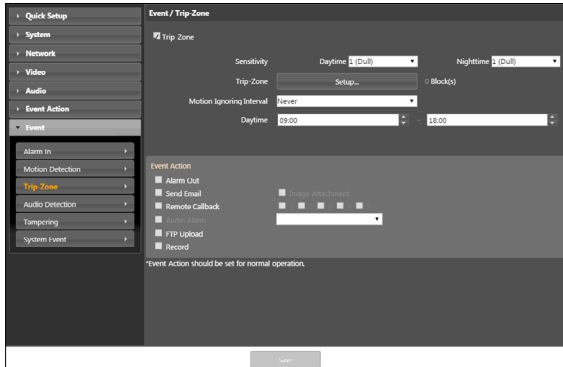 Quick Setup
System
Network
Video
Audio
Event Action
Event
Alarm In
Motion Detection
Trip-Zone
Audio Detection
Tampering
System Event
Event / Trip-Zone
Trip Zone
Sensitivity Daytime 1 (Dull) Nighttime 1 (Dull)
Trip-Zone Setup... 0 Block(s)
Motion Ignoring Interval Never
Daytime 09:00 ~ 18:00
Event Action
Alarm Out
Send Email Image Attachment
Remote Callback
Audio Alarm
FTP Upload
Record
*Event Action should be set for normal operation.
Save